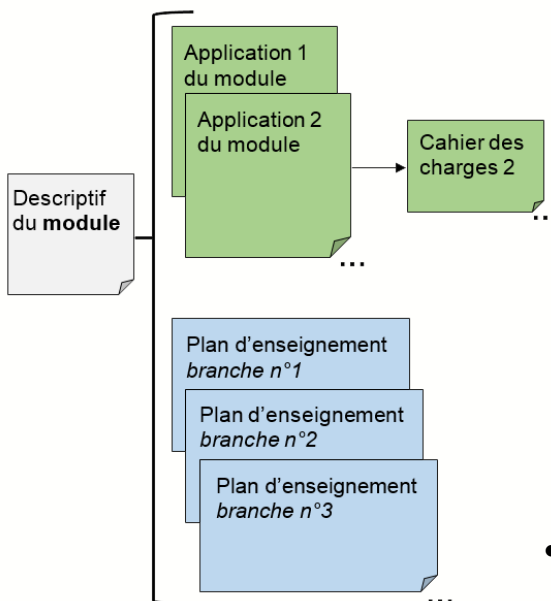 Descriptif
du module
Application 1
du module
Application 2
du module
...
Cahier des
charges 2
...
Plan d'enseignement
branche n°1
Plan d'enseignement
branche n°2
Plan d'enseignement
branche n°3
...
•